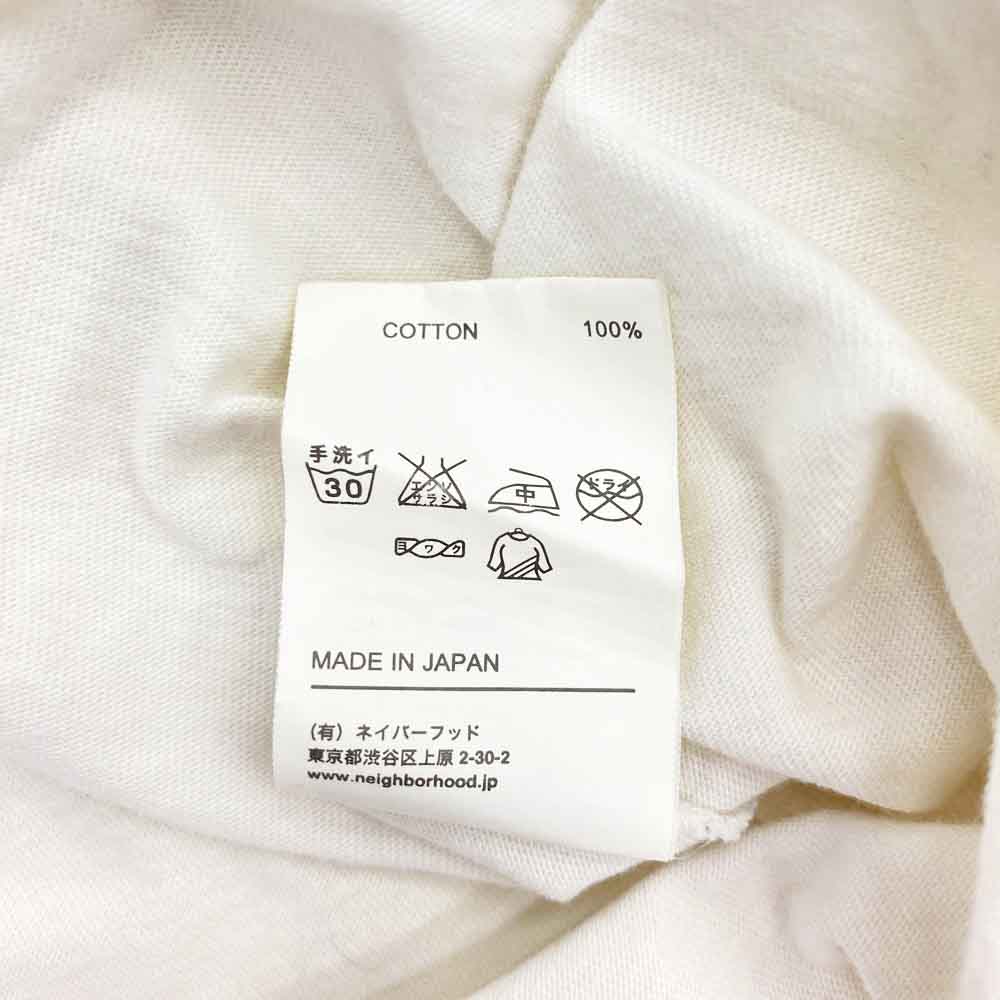 COTTON 100%
手洗イ
30
エンソ
サラシ
中
ドライ
ヨワク
MADE IN JAPAN
(有) ネイバーフッド
東京都渋谷区上原 2-30-2
www.neighborhood.jp